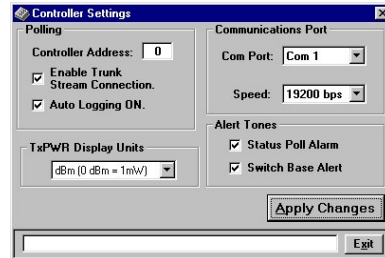 Controller Settings
Polling
Controller Address: 0
Enable Trunk
Stream Connection.
Auto Logging ON.
TxPWR Display Units
dBm (0 dBm = 1mW)
Communications Port
Com Port: Com 1
Speed: 19200 bps
Alert Tones
Status Poll Alarm
Switch Base Alert
Apply Changes
Exit